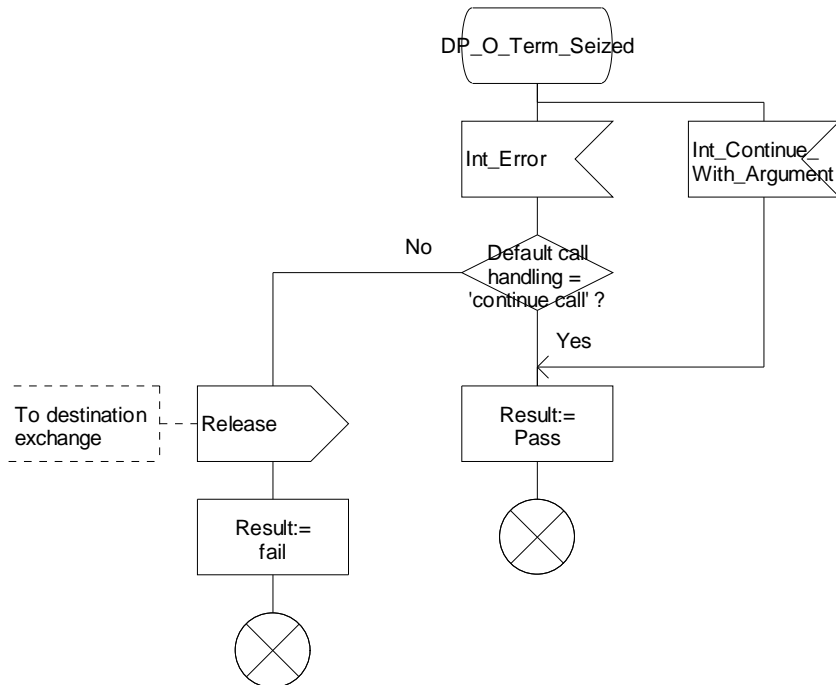 DP_O_Term_Seized
Int_Error
Int_Continue_
With_Argument
No
Default call
handling =
'continue call' ?
Yes
To destination
exchange
Release
Result:=
Pass
Result:=
fail